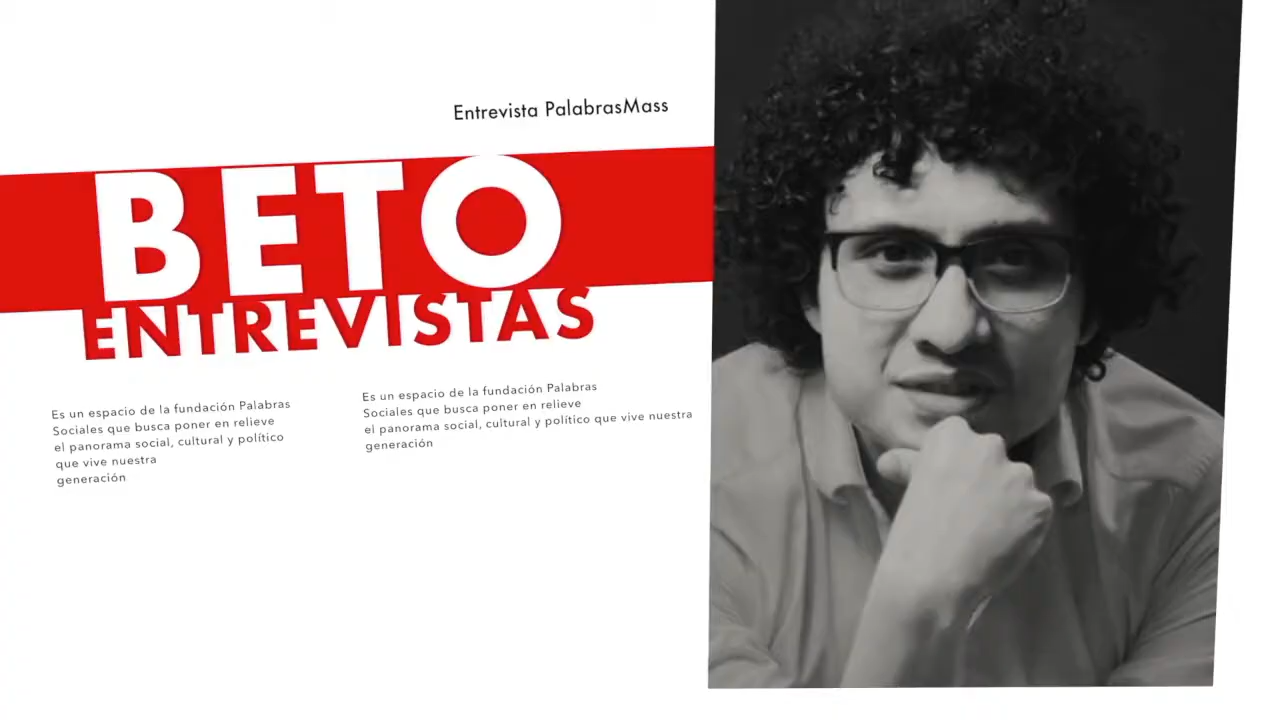 Entrevista PalabrasMass
BETO
ENTREVISTAS
Es un espacio de la fundación Palabras
Sociales que busca poner en relieve
el panorama social, cultural y político
que vive nuestra
generación
Es un espacio de la fundación Palabras
Sociales que busca poner en relieve
el panorama social, cultural y político que vive nuestra
generación